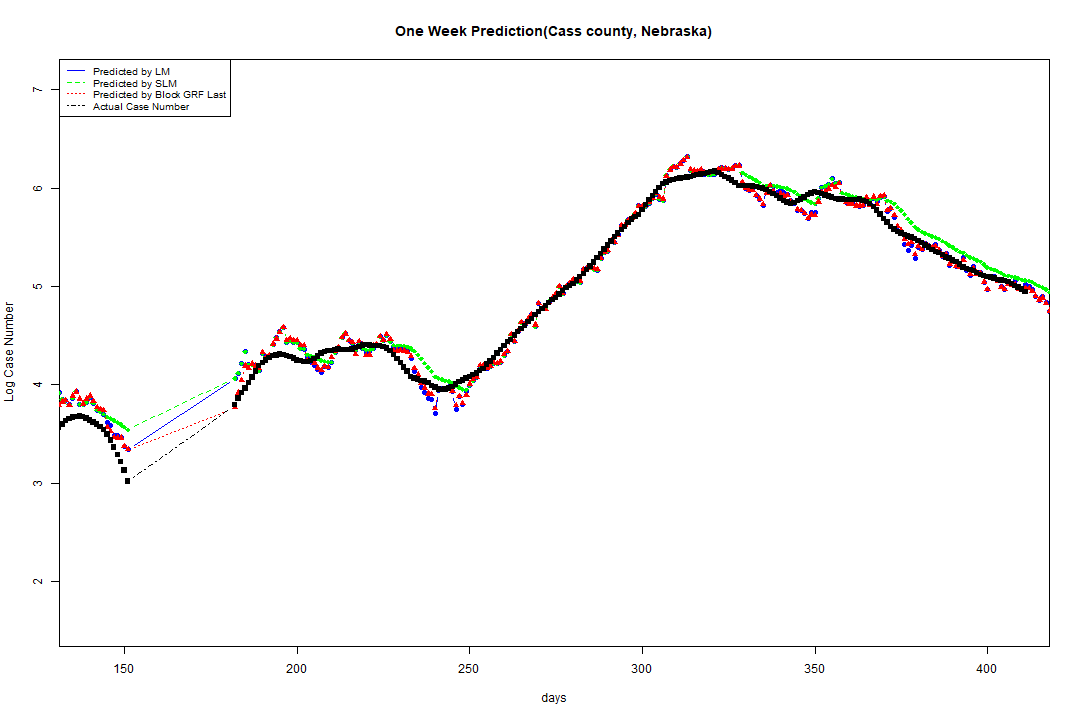 One Week Prediction(Cass county, Nebraska)
Predicted by LM
Predicted by SLM
Predicted by Block GRF Last
Actual Case Number
Log Case Number
7
6
5
4
3
2
150 200 250 300 350 400
days